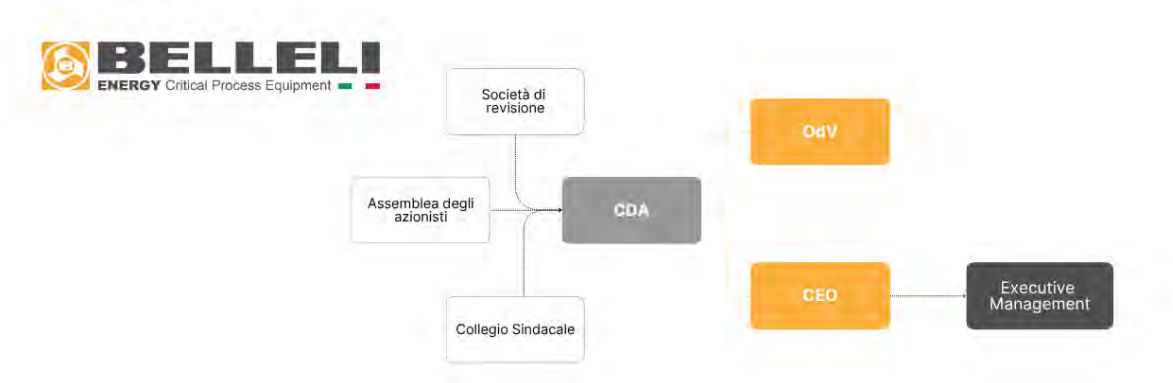 BELLELI
ENERGY Critical Process Equipment
Società di
revisione
OdV
Assemblea degli
azionisti
CDA
CEO
Executive
Management
Collegio Sindacale